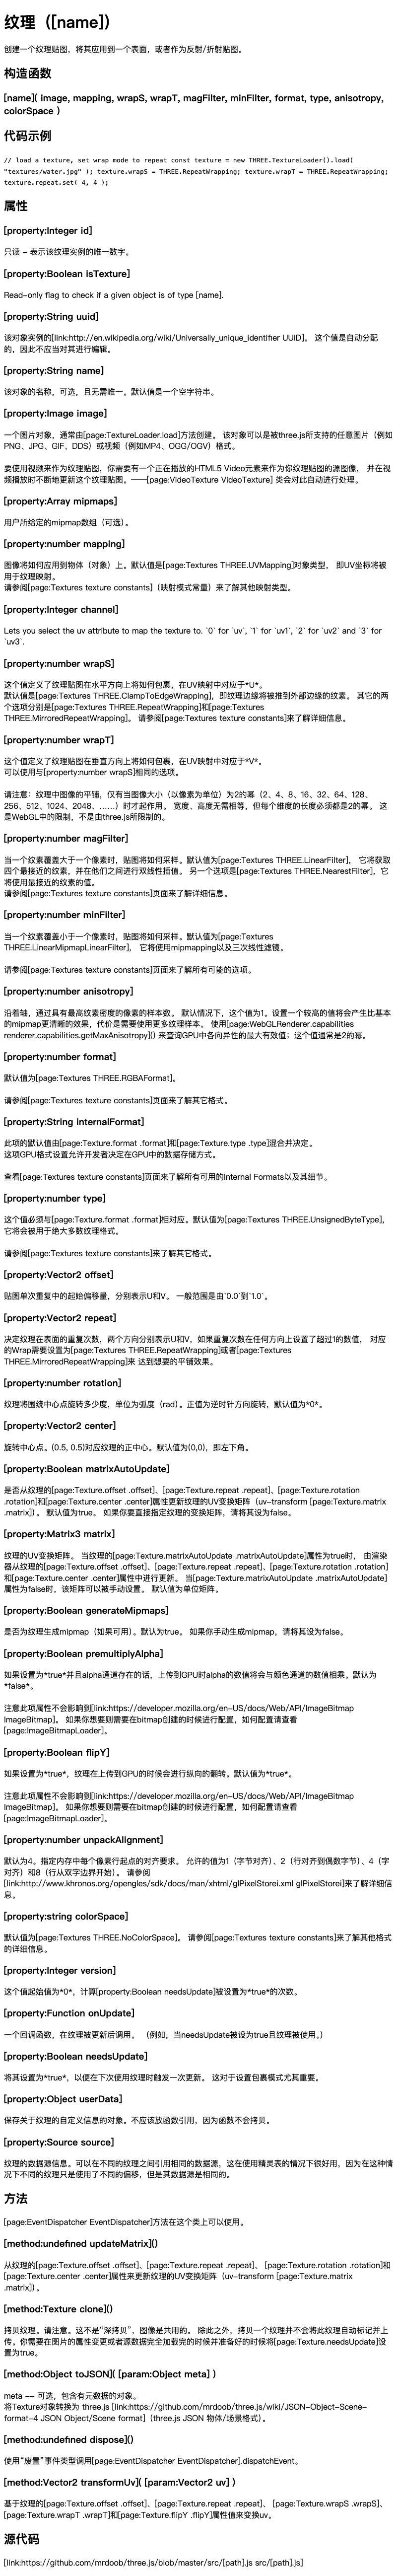 纹理（[name]）
创建一个纹理贴图，将其应用到一个表面，或者作为反射/折射贴图。
构造函数
[name]( image, mapping, wrapS, wrapT, magFilter, minFilter, format, type, anisotropy,
colorSpace )
代码示例
// load a texture, set wrap mode to repeat const texture = new THREE.TextureLoader().load(
"textures/water.jpg" ); texture.wrapS = THREE.RepeatWrapping; texture.wrapT = THREE.RepeatWrapping;
texture.repeat.set( 4, 4 );
属性
[property:Integer id]
只读 - 表示该纹理实例的唯一数字。
[property:Boolean isTexture]
Read-only flag to check if a given object is of type [name].
[property:String uuid]
该对象实例的[link:http://en.wikipedia.org/wiki/Universally_unique_identifier UUID]。 这个值是自动分配
的，因此不应当对其进行编辑。
[property:String name]
该对象的名称，可选，且无需唯一。默认值是一个空字符串。
[property:Image image]
一个图片对象，通常由[page:TextureLoader.load]方法创建。 该对象可以是被three.js所支持的任意图片（例如
PNG、JPG、GIF、DDS）或视频（例如MP4、OGG/OGV）格式。
要使用视频来作为纹理贴图，你需要有一个正在播放的HTML5 Video元素来作为你纹理贴图的源图像， 并在视
频播放时不断地更新这个纹理贴图。——[page:VideoTexture VideoTexture] 类会对此自动进行处理。
[property:Array mipmaps]
用户所给定的mipmap数组（可选）。
[property:number mapping]
图像将如何应用到物体（对象）上。默认值是[page:Textures THREE.UVMapping]对象类型， 即UV坐标将被
用于纹理映射。
请参阅[page:Textures texture constants]（映射模式常量）来了解其他映射类型。
[property:Integer channel]
Lets you select the uv attribute to map the texture to. `0` for `uv`, `1` for `uv1`, `2` for `uv2` and `3` for
`uv3`.
[property:number wrapS]
这个值定义了纹理贴图在水平方向上将如何包裹，在UV映射中对应于*U*。
默认值是[page:Textures THREE.ClampToEdgeWrapping]，即纹理边缘将被推到外部边缘的纹素。 其它的两
个选项分别是[page:Textures THREE.RepeatWrapping]和[page:Textures
THREE.MirroredRepeatWrapping]。 请参阅[page:Textures texture constants]来了解详细信息。
[property:number wrapT]
这个值定义了纹理贴图在垂直方向上将如何包裹，在UV映射中对应于*V*。
可以使用与[property:number wrapS]相同的选项。
请注意：纹理中图像的平铺，仅有当图像大小（以像素为单位）为2的幂（2、4、8、16、32、64、128、
256、512、1024、2048、……）时才起作用。 宽度、高度无需相等，但每个维度的长度必须都是2的幂。 这
是WebGL中的限制，不是由three.js所限制的。
[property:number magFilter]
当一个纹素覆盖大于一个像素时，贴图将如何采样。默认值为[page:Textures THREE.LinearFilter]， 它将获取
四个最接近的纹素，并在他们之间进行双线性插值。 另一个选项是[page:Textures THREE.NearestFilter]，它
将使用最接近的纹素的值。
请参阅[page:Textures texture constants]页面来了解详细信息。
[property:number minFilter]
当一个纹素覆盖小于一个像素时，贴图将如何采样。默认值为[page:Textures
THREE.LinearMipmapLinearFilter]， 它将使用mipmapping以及三次线性滤镜。
请参阅[page:Textures texture constants]页面来了解所有可能的选项。
[property:number anisotropy]
沿着轴，通过具有最高纹素密度的像素的样本数。 默认情况下，这个值为1。设置一个较高的值将会产生比基本
的mipmap更清晰的效果，代价是需要使用更多纹理样本。 使用[page:WebGLRenderer.capabilities
renderer.capabilities.getMaxAnisotropy]() 来查询GPU中各向异性的最大有效值；这个值通常是2的幂。
[property:number format]
默认值为[page:Textures THREE.RGBAFormat]。
请参阅[page:Textures texture constants]页面来了解其它格式。
[property:String internalFormat]
此项的默认值由[page:Texture.format .format]和[page:Texture.type .type]混合并决定。
这项GPU格式设置允许开发者决定在GPU中的数据存储方式。
查看[page:Textures texture constants]页面来了解所有可用的Internal Formats以及其细节。
[property:number type]
这个值必须与[page:Texture.format .format]相对应。默认值为[page:Textures THREE.UnsignedByteType]，
它将会被用于绝大多数纹理格式。
请参阅[page:Textures texture constants]来了解其它格式。
[property:Vector2 offset]
贴图单次重复中的起始偏移量，分别表示U和V。 一般范围是由`0.0`到`1.0`。
[property:Vector2 repeat]
决定纹理在表面的重复次数，两个方向分别表示U和V，如果重复次数在任何方向上设置了超过1的数值， 对应
的Wrap需要设置为[page:Textures THREE.RepeatWrapping]或者[page:Textures
THREE.MirroredRepeatWrapping]来 达到想要的平铺效果。
[property:number rotation]
纹理将围绕中心点旋转多少度，单位为弧度（rad）。正值为逆时针方向旋转，默认值为*0*。
[property:Vector2 center]
旋转中心点。(0.5, 0.5)对应纹理的正中心。默认值为(0,0)，即左下角。
[property:Boolean matrixAutoUpdate]
是否从纹理的[page:Texture.offset .offset]、[page:Texture.repeat .repeat]、[page:Texture.rotation
.rotation]和[page:Texture.center .center]属性更新纹理的UV变换矩阵（uv-transform [page:Texture.matrix
.matrix]）。 默认值为true。 如果你要直接指定纹理的变换矩阵，请将其设为false。
[property:Matrix3 matrix]
纹理的UV变换矩阵。 当纹理的[page:Texture.matrixAutoUpdate .matrixAutoUpdate]属性为true时， 由渲染
器从纹理的[page:Texture.offset .offset]、[page:Texture.repeat .repeat]、[page:Texture.rotation .rotation]
和[page:Texture.center .center]属性中进行更新。 当[page:Texture.matrixAutoUpdate .matrixAutoUpdate]
属性为false时，该矩阵可以被手动设置。 默认值为单位矩阵。
[property:Boolean generateMipmaps]
是否为纹理生成mipmap（如果可用）。默认为true。 如果你手动生成mipmap，请将其设为false。
[property:Boolean premultiplyAlpha]
如果设置为*true*并且alpha通道存在的话，上传到GPU时alpha的数值将会与颜色通道的数值相乘。默认为
*false*。
注意此项属性不会影响到[link:https://developer.mozilla.org/en-US/docs/Web/API/ImageBitmap
ImageBitmap]。 如果你想要则需要在bitmap创建的时候进行配置，如何配置请查看
[page:ImageBitmapLoader]。
[property:Boolean flipY]
如果设置为*true*，纹理在上传到GPU的时候会进行纵向的翻转。默认值为*true*。
注意此项属性不会影响到[link:https://developer.mozilla.org/en-US/docs/Web/API/ImageBitmap
ImageBitmap]。 如果你想要则需要在bitmap创建的时候进行配置，如何配置请查看
[page:ImageBitmapLoader]。
[property:number unpackAlignment]
默认为4。指定内存中每个像素行起点的对齐要求。 允许的值为1（字节对齐）、2（行对齐到偶数字节）、4（字
对齐）和8（行从双字边界开始）。 请参阅
[link:http://www.khronos.org/opengles/sdk/docs/man/xhtml/glPixelStorei.xml glPixelStorei]来了解详细信
息。
[property:string colorSpace]
默认值为[page:Textures THREE.NoColorSpace]。 请参阅[page:Textures texture constants]来了解其他格式
的详细信息。
[property:Integer version]
这个值起始值为*0*，计算[property:Boolean needsUpdate]被设置为*true*的次数。
[property:Function onUpdate]
一个回调函数，在纹理被更新后调用。 （例如，当needsUpdate被设为true且纹理被使用。）
[property:Boolean needsUpdate]
将其设置为*true*，以便在下次使用纹理时触发一次更新。 这对于设置包裹模式尤其重要。
[property:Object userData]
保存关于纹理的自定义信息的对象。不应该放函数引用，因为函数不会拷贝。
[property:Source source]
纹理的数据源信息。可以在不同的纹理之间引用相同的数据源，这在使用精灵表的情况下很好用，因为在这种情
况下不同的纹理只是使用了不同的偏移，但是其数据源是相同的。
方法
[page:EventDispatcher EventDispatcher]方法在这个类上可以使用。
[method:undefined updateMatrix]()
从纹理的[page:Texture.offset .offset]、[page:Texture.repeat .repeat]、 [page:Texture.rotation .rotation]和
[page:Texture.center .center]属性来更新纹理的UV变换矩阵（uv-transform [page:Texture.matrix
.matrix]）。
[method:Texture clone]()
拷贝纹理。请注意。这不是“深拷贝”，图像是共用的。 除此之外，拷贝一个纹理并不会将此纹理自动标记并上
传。你需要在图片的属性变更或者源数据完全加载完的时候并准备好的时候将[page:Texture.needsUpdate]设
置为true。
[method:Object toJSON]( [param:Object meta] )
meta -- 可选，包含有元数据的对象。
将Texture对象转换为 three.js [link:https://github.com/mrdoob/three.js/wiki/JSON-Object-Scene-
format-4 JSON Object/Scene format]（three.js JSON 物体/场景格式）。
[method:undefined dispose]()
使用“废置”事件类型调用[page:EventDispatcher EventDispatcher].dispatchEvent。
[method:Vector2 transformUv]( [param:Vector2 uv] )
基于纹理的[page:Texture.offset .offset]、[page:Texture.repeat .repeat]、 [page:Texture.wrapS .wrapS]、
[page:Texture.wrapT .wrapT]和[page:Texture.flipY .flipY]属性值来变换uv。
源代码
[link:https://github.com/mrdoob/three.js/blob/master/src/[path].js src/[path].js]